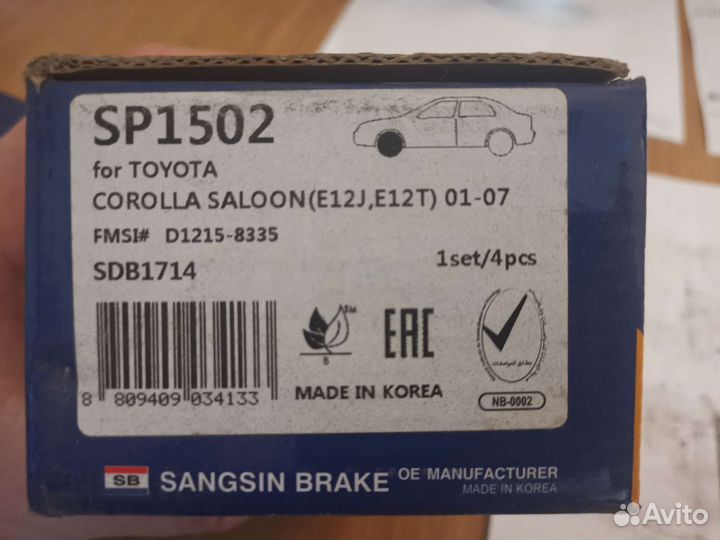 SP1502
for TOYOTA
COROLLA SALOON(E12J,E12T) 01-07
FMSI# D1215-8335
SDB1714
1set/4pcs
8 809409 034133
TM
B
EAC
MADE IN KOREA
NB-0002
SB SANGSIN BRAKE OE MANUFACTURER
MADE IN KOREA
Avito